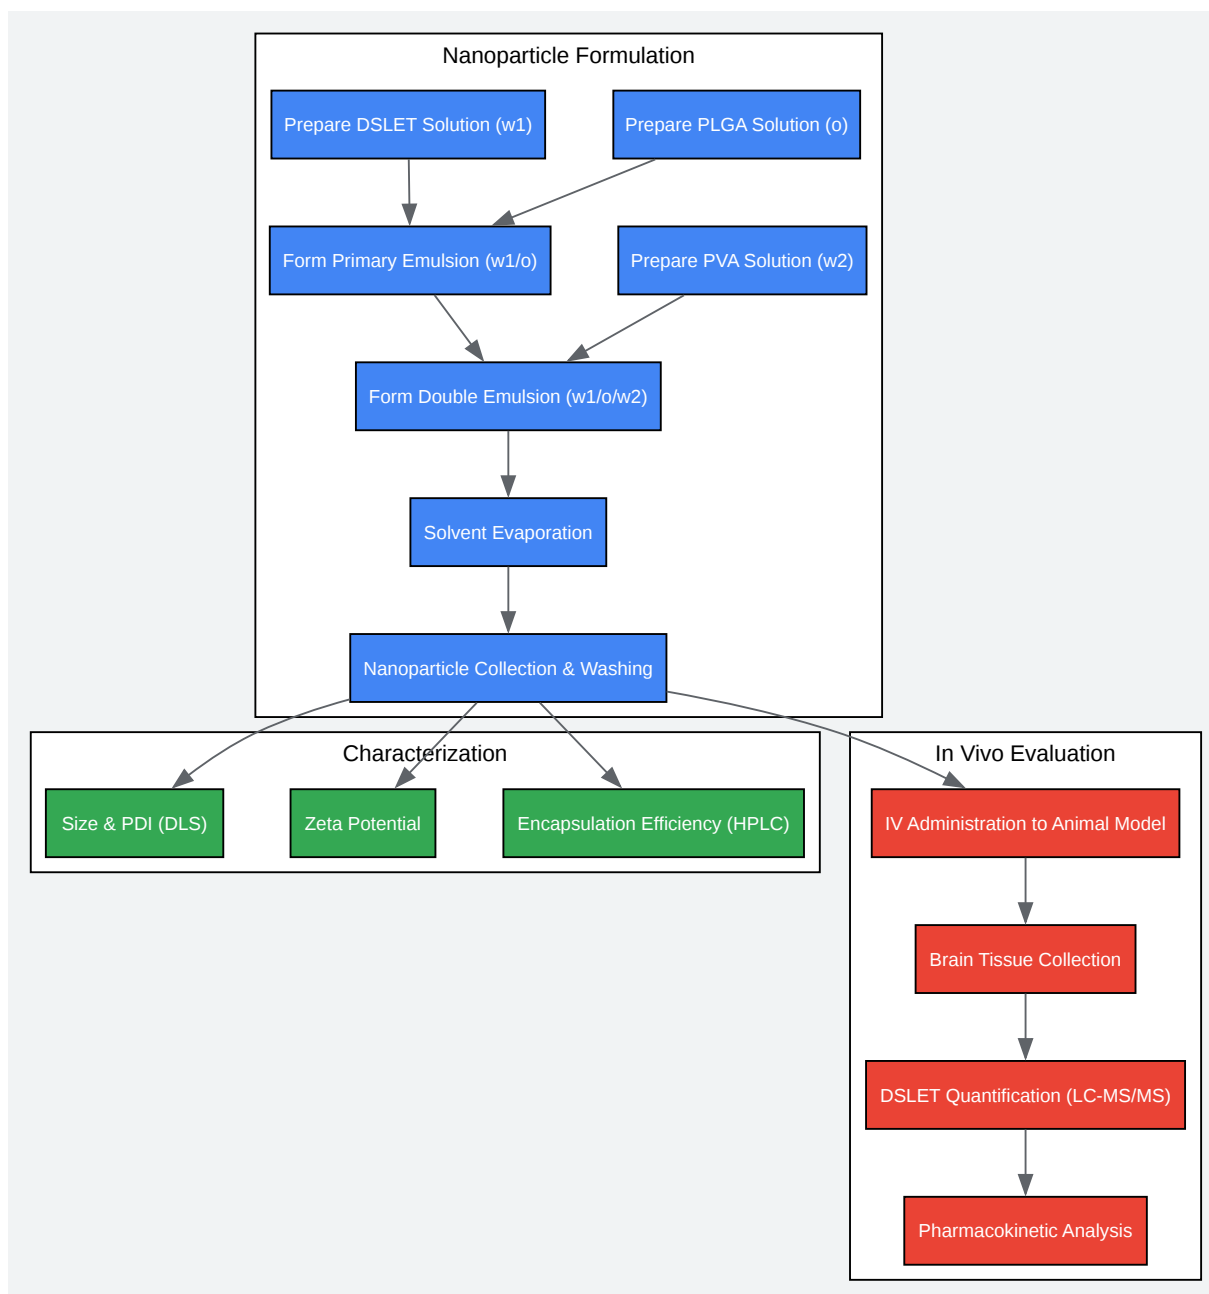 Nanoparticle Formulation
Prepare DSLET Solution (w1)
Prepare PLGA Solution (o)
Form Primary Emulsion (w1/o)
Prepare PVA Solution (w2)
Form Double Emulsion (w1/o/w2)
Solvent Evaporation
Nanoparticle Collection & Washing
Characterization
Size & PDI (DLS)
Zeta Potential
Encapsulation Efficiency (HPLC)
In Vivo Evaluation
IV Administration to Animal Model
Brain Tissue Collection
DSLET Quantification (LC-MS/MS)
Pharmacokinetic Analysis